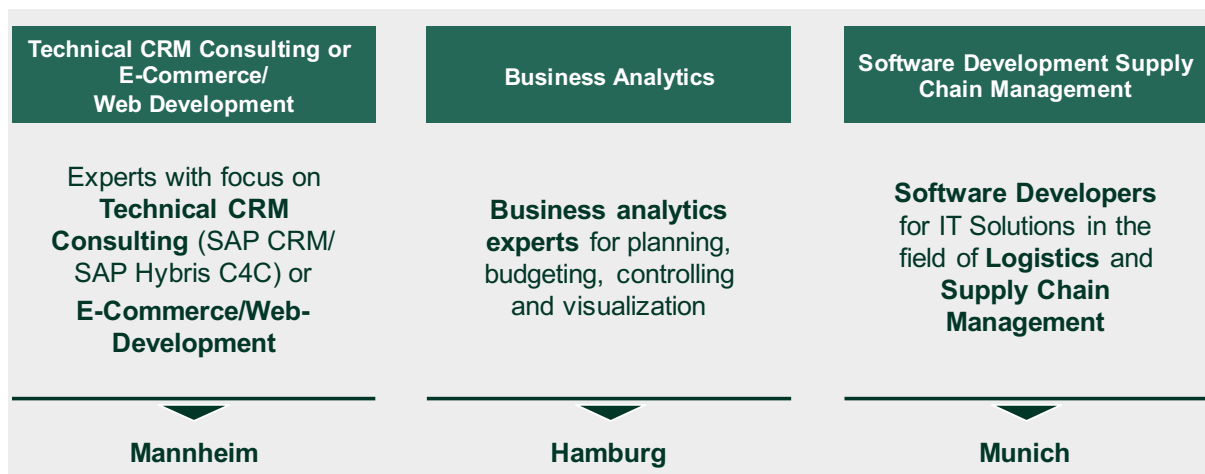 Technical CRM Consulting or
E-Commerce/
Web Development
Experts with focus on
Technical CRM
Consulting (SAP CRM/
SAP Hybris C4C) or
E-Commerce/Web-
Development
Mannheim
Business Analytics
Business analytics
experts for planning,
budgeting, controlling
and visualization
Hamburg
Software Development Supply
Chain Management
Software Developers
for IT Solutions in the
field of Logistics and
Supply Chain
Management
Munich